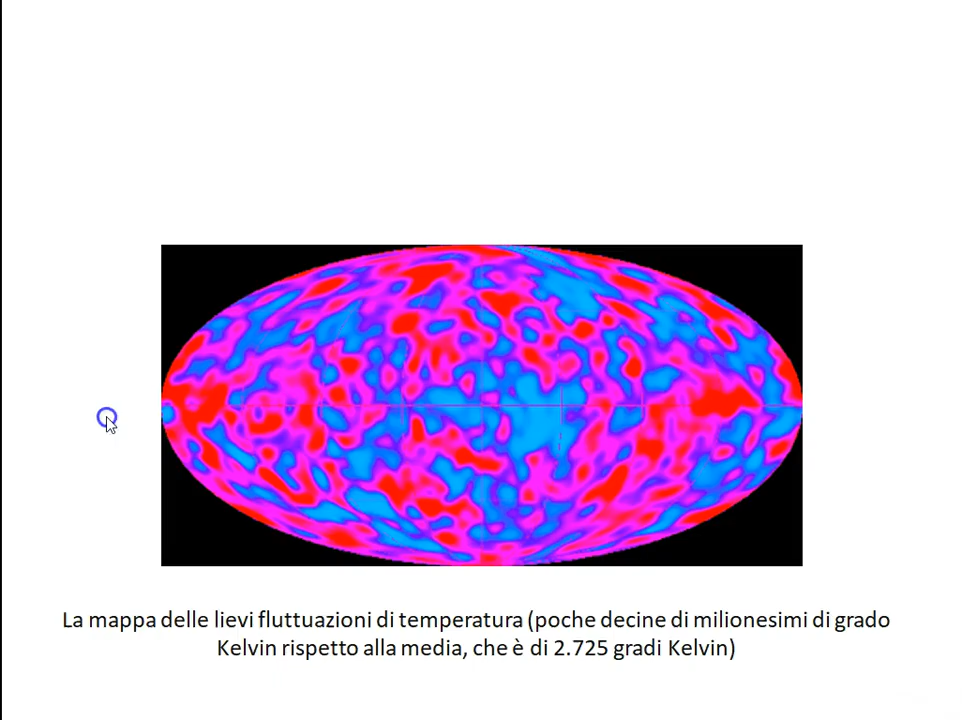 La mappa delle lievi fluttuazioni di temperatura (poche decine di milionesimi di grado
Kelvin rispetto alla media, che è di 2.725 gradi Kelvin)